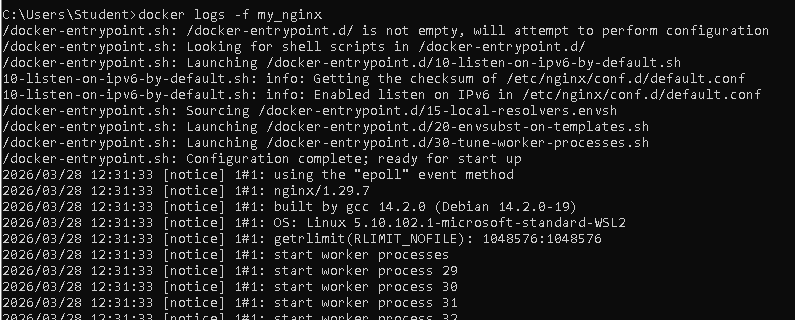 C:\Users\Student>docker logs -f my_nginx
/docker-entrypoint.sh: /docker-entrypoint.d/ is not empty, will attempt to perform configuration
/docker-entrypoint.sh: Looking for shell scripts in /docker-entrypoint.d/
/docker-entrypoint.sh: Launching /docker-entrypoint.d/10-listen-on-ipv6-by-default.sh
10-listen-on-ipv6-by-default.sh: info: Getting the checksum of /etc/nginx/conf.d/default.conf
10-listen-on-ipv6-by-default.sh: info: Enabled listen on IPv6 in /etc/nginx/conf.d/default.conf
/docker-entrypoint.sh: Sourcing /docker-entrypoint.d/15-local-resolvers.envsh
/docker-entrypoint.sh: Launching /docker-entrypoint.d/20-envsubst-on-templates.sh
/docker-entrypoint.sh: Launching /docker-entrypoint.d/30-tune-worker-processes.sh
/docker-entrypoint.sh: Configuration complete; ready for start up
2026/03/28 12:31:33 [notice] 1#1: using the "epoll" event method
2026/03/28 12:31:33 [notice] 1#1: nginx/1.29.7
2026/03/28 12:31:33 [notice] 1#1: built by gcc 14.2.0 (Debian 14.2.0-19)
2026/03/28 12:31:33 [notice] 1#1: OS: Linux 5.10.102.1-microsoft-standard-WSL2
2026/03/28 12:31:33 [notice] 1#1: getrlimit(RLIMIT_NOFILE): 1048576:1048576
2026/03/28 12:31:33 [notice] 1#1: start worker processes
2026/03/28 12:31:33 [notice] 1#1: start worker process 29
2026/03/28 12:31:33 [notice] 1#1: start worker process 30
2026/03/28 12:31:33 [notice] 1#1: start worker process 31
2026/03/28 12:31:33 [notice] 1#1: start worker process 32